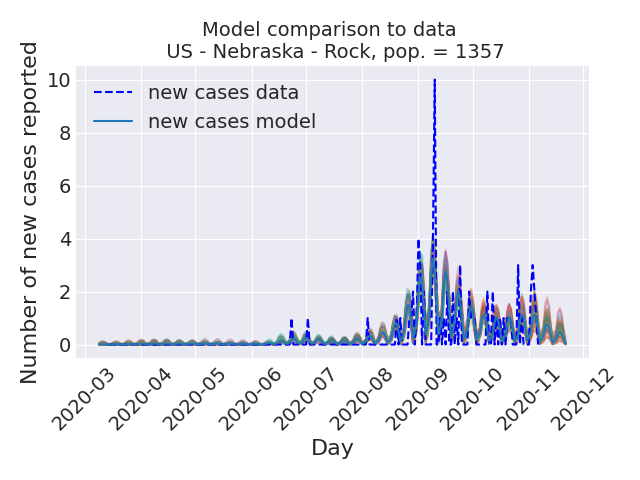 Model comparison to data
US - Nebraska - Rock, pop. = 1357
Number of new cases reported
10
8
6
4
2
0
new cases data
new cases model
2020-03
2020-04
2020-05
2020-06
2020-07
2020-08
2020-09
2020-10
2020-11
2020-12
Day